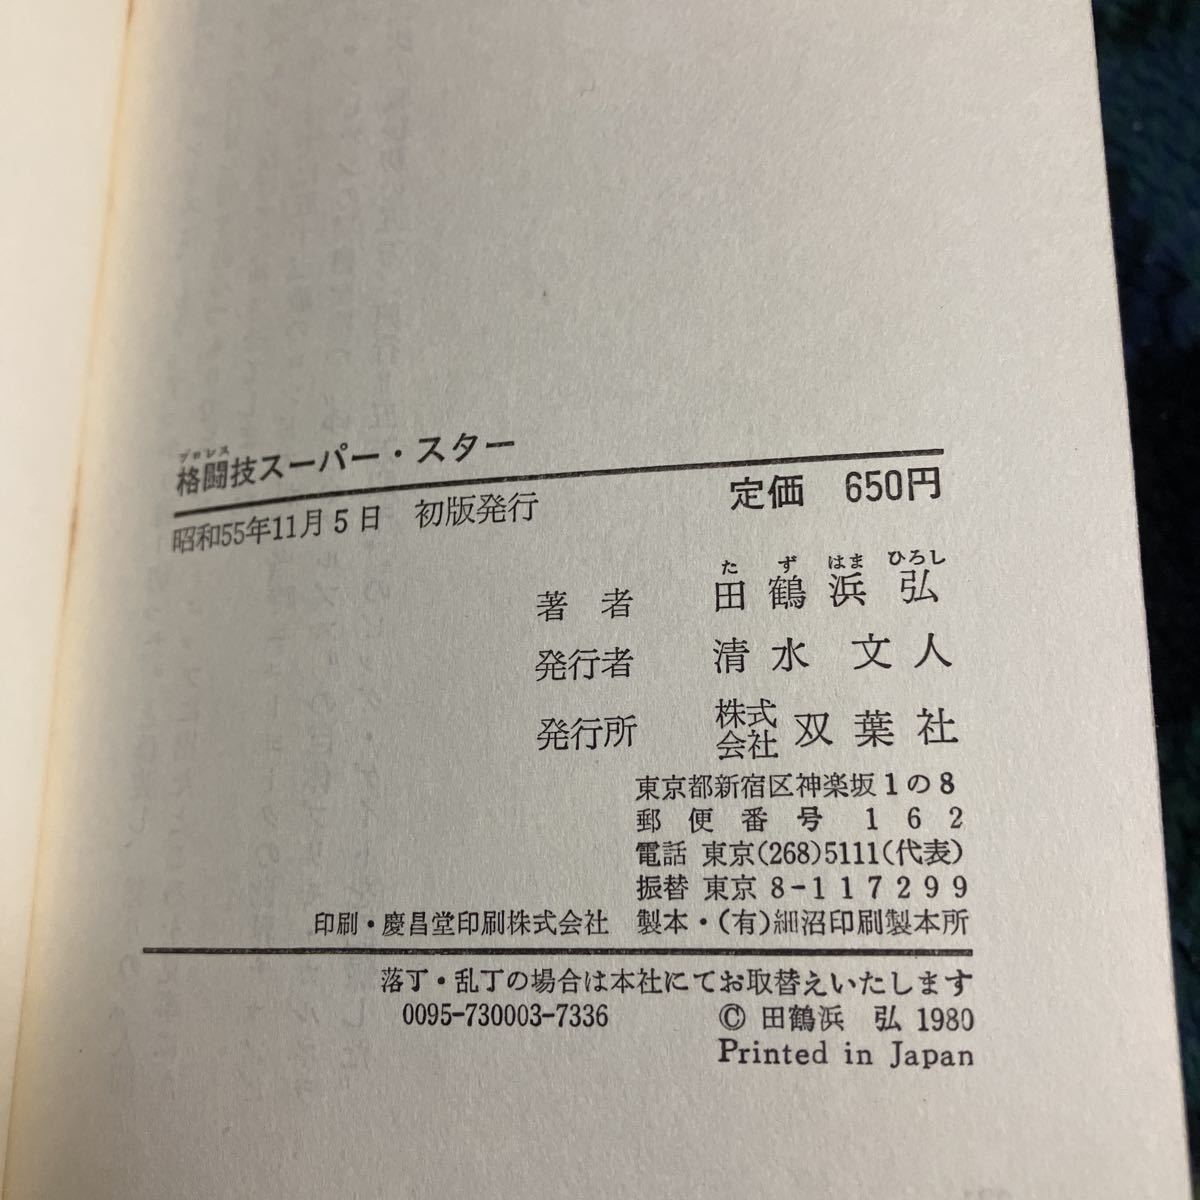 プロレス
格闘技スーパー・スター
昭和55年11月5日 初版発行 定価 650円
たずはま ひろし
著者 田鶴浜弘
発行者 清水文人
発行所 株式会社 双葉社
東京都新宿区神楽坂1の8
郵便番号 162
電話 東京(268)5111(代表)
振替 東京 8-117299
印刷・慶昌堂印刷株式会社 製本・(有)細沼印刷製本所
落丁・乱丁の場合は本社にてお取替えいたします
0095-730003-7336 © 田鶴浜 弘 1980
Printed in Japan